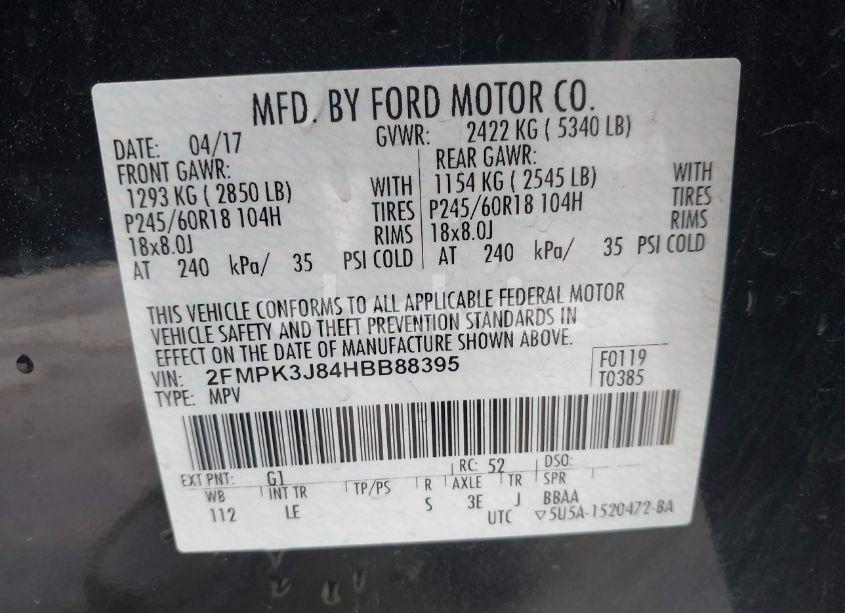 MFD. BY FORD MOTOR CO.
DATE: 04/17 GVWR: 2422 KG ( 5340 LB)
FRONT GAWR: REAR GAWR:
1293 KG ( 2850 LB) WITH 1154 KG ( 2545 LB) WITH
P245/60R18 104H TIRES P245/60R18 104H TIRES
18x8.0J RIMS 18x8.0J RIMS
AT 240 kPa/ 35 PSI COLD AT 240 kPa/ 35 PSI COLD
THIS VEHICLE CONFORMS TO ALL APPLICABLE FEDERAL MOTOR
VEHICLE SAFETY AND THEFT PREVENTION STANDARDS IN
EFFECT ON THE DATE OF MANUFACTURE SHOWN ABOVE.
VIN: 2FMPK3J84HBB88395 F0119
TYPE: MPV T0385
EXT PNT: G1 RC: 52 DSO:
WB INT TR TP/PS R AXLE TR SPR
112 LE S 3E J BBAA
UTC ▽5U5A-1520472-BA